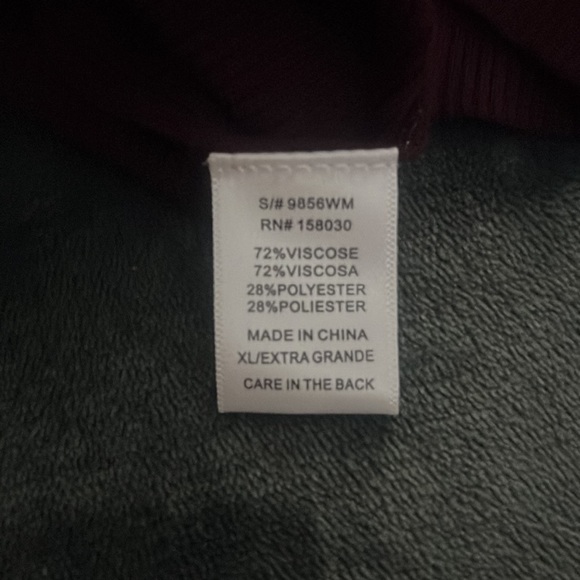 S/# 9856WM
RN# 158030
72%VISCOSE
72%VISCOSA
28%POLYESTER
28%POLIESTER
MADE IN CHINA
XL/EXTRA GRANDE
CARE IN THE BACK